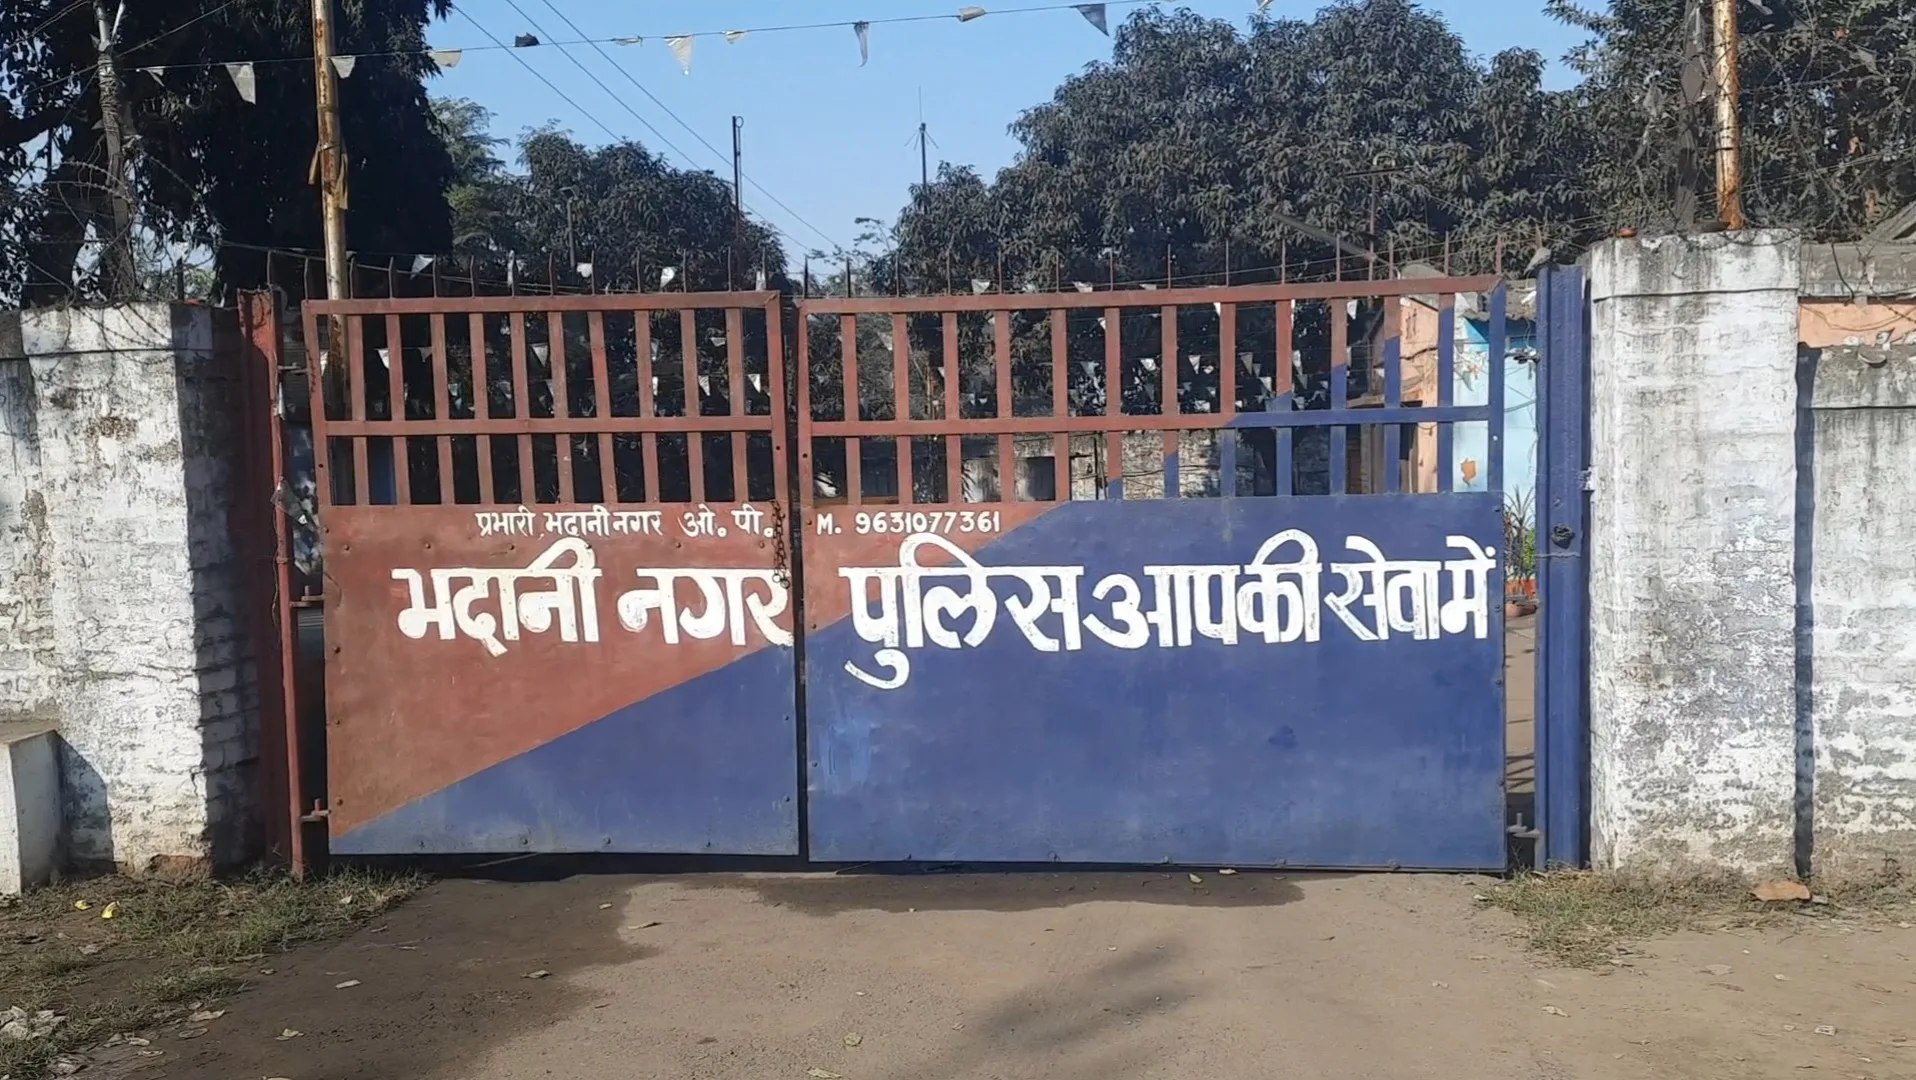 प्रभारी, भदानीनगर ओ॰ पी॰ M. 9631077361
भदानी नगर पुलिस आपकी सेवा में